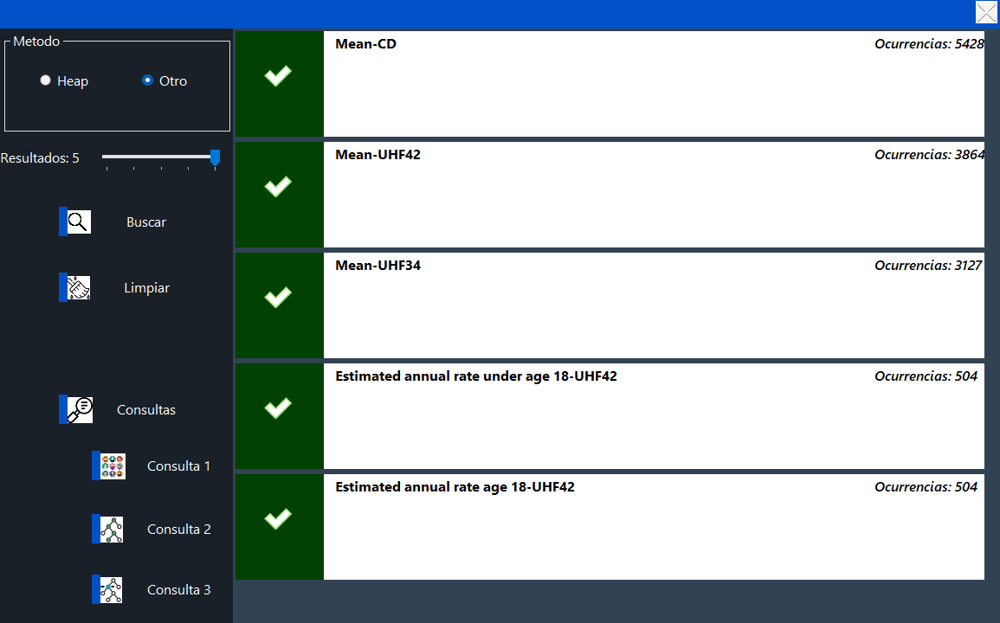 Metodo
Heap
Otro
Resultados: 5
Buscar
Limpiar
Consultas
Consulta 1
Consulta 2
Consulta 3
Mean-CD
Ocurrencias: 5428
Mean-UHF42
Ocurrencias: 3864
Mean-UHF34
Ocurrencias: 3127
Estimated annual rate under age 18-UHF42
Ocurrencias: 504
Estimated annual rate age 18-UHF42
Ocurrencias: 504